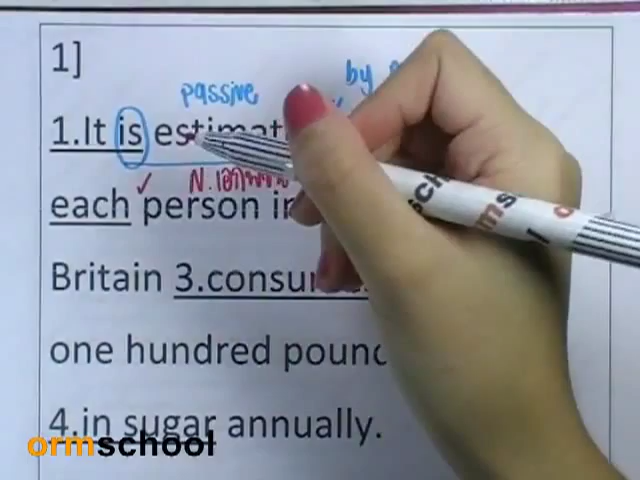 1]
passive by
1.It is estimat
N.เอกพจน์
each person in
Britain 3.consu
one hundred pound
4.in sugar annually.
ormschool